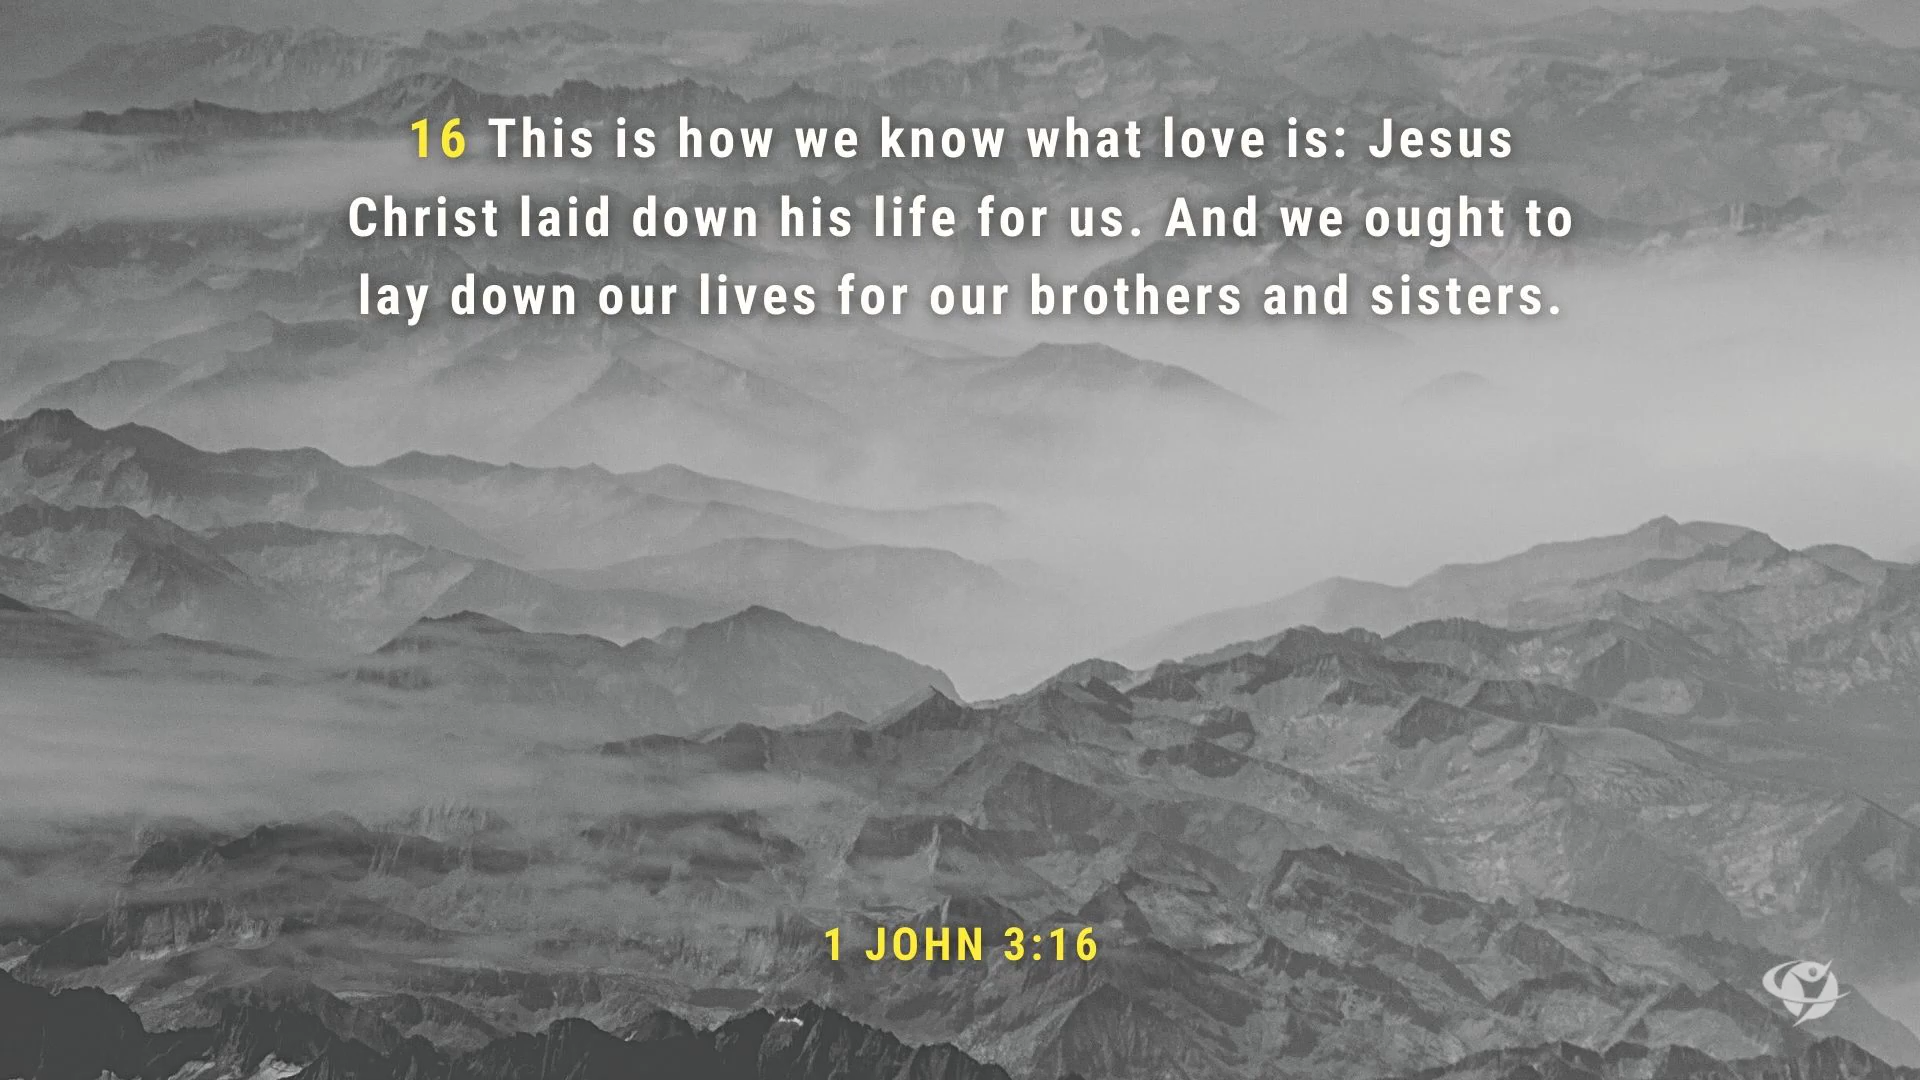 16 This is how we know what love is: Jesus
Christ laid down his life for us. And we ought to
lay down our lives for our brothers and sisters.
1 JOHN 3:16